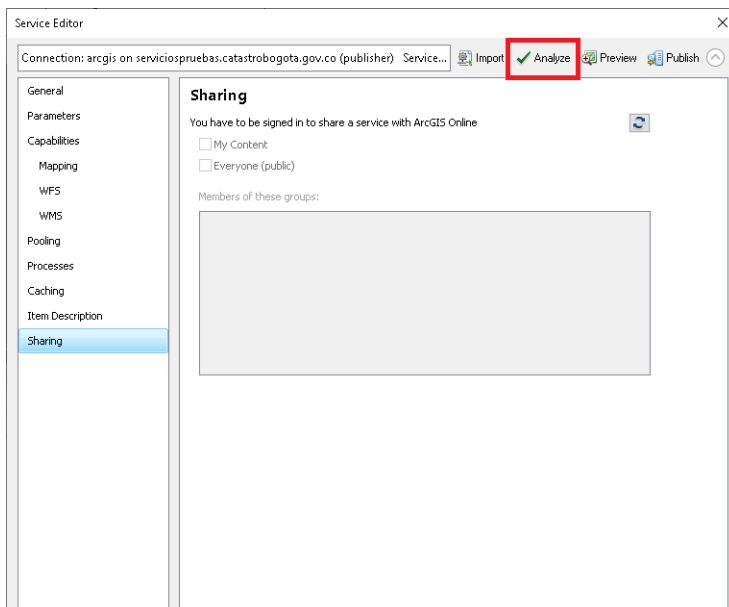 Service Editor
Connection: arcgis on serviciospruebas.catastrobogota.gov.co (publisher) Service... Import Analyze Preview Publish
General
Parameters
Capabilities
Mapping
WFS
WMS
Pooling
Processes
Caching
Item Description
Sharing
Sharing
You have to be signed in to share a service with ArcGIS Online
My Content
Everyone (public)
Members of these groups: